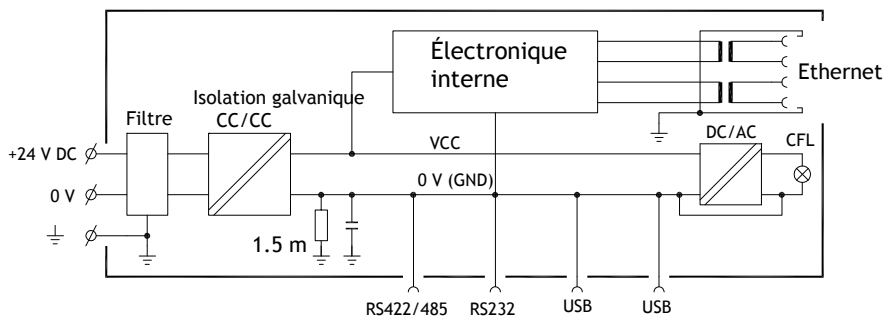 Électronique
interne
Ethernet
Isolation galvanique
CC/CC
Filtre
+24 V DC
VCC
DC/AC
CFL
0 V
0 V (GND)
1.5 m
RS422/485
RS232
USB
USB